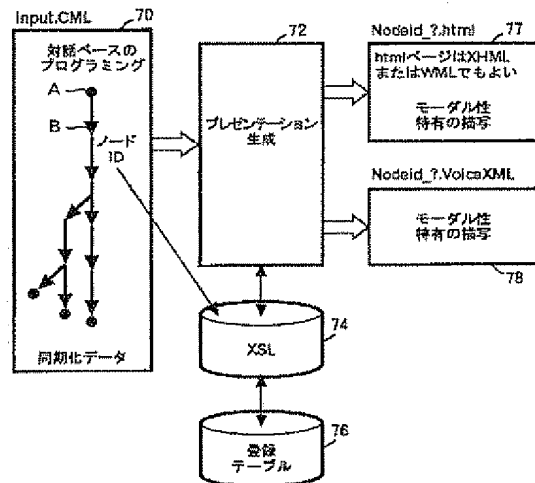 Input.CML
70
対話ベースの
プログラミング
A
B
ノード
ID
同期化データ
72
プレゼンテーション
生成
Nodeid_?.html
77
htmlページはXHML
またはWMLでもよい
モーダル性
特有の描写
Nodeid_?.VoiceXML
モーダル性
特有の描写
78
74
XSL
76
登録
テーブル